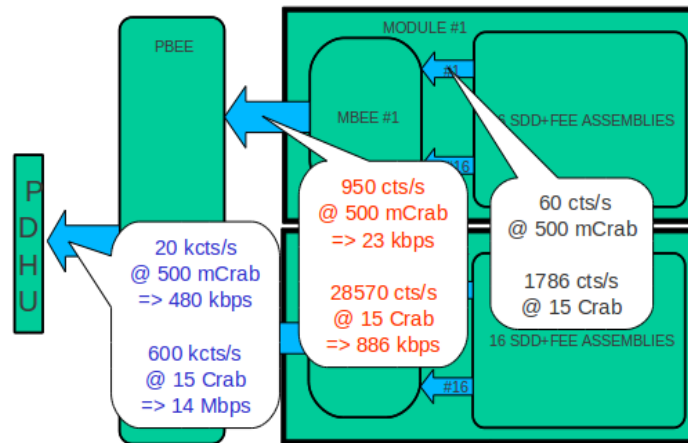 MODULE #1
PBEE
#1
MBEE #1
6 SDD+FEE ASSEMBLIES
#16
950 cts/s
@ 500 mCrab
=> 23 kbps
28570 cts/s
@ 15 Crab
=> 886 kbps
60 cts/s
@ 500 mCrab
1786 cts/s
@ 15 Crab
P
D
H
U
20 kcts/s
@ 500 mCrab
=> 480 kbps
600 kcts/s
@ 15 Crab
=> 14 Mbps
16 SDD+FEE ASSEMBLIES
#16